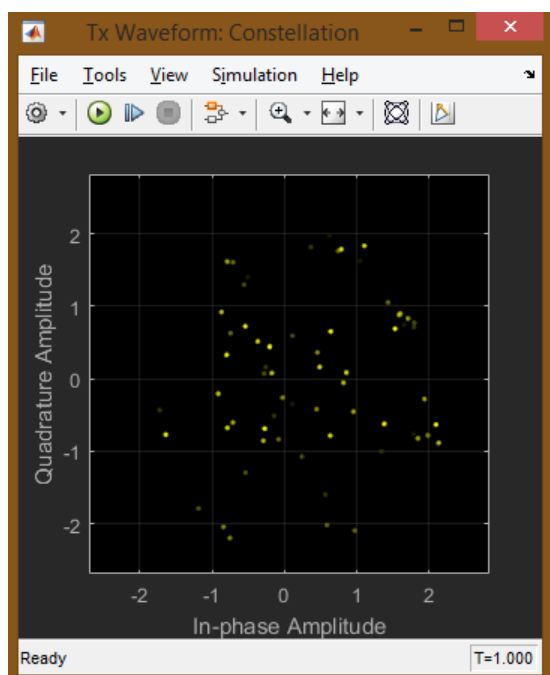 Tx Waveform: Constellation
File Tools View Simulation Help
Quadrature Amplitude
2
1
0
-1
-2
-2 -1 0 1 2
In-phase Amplitude
Ready T=1.000